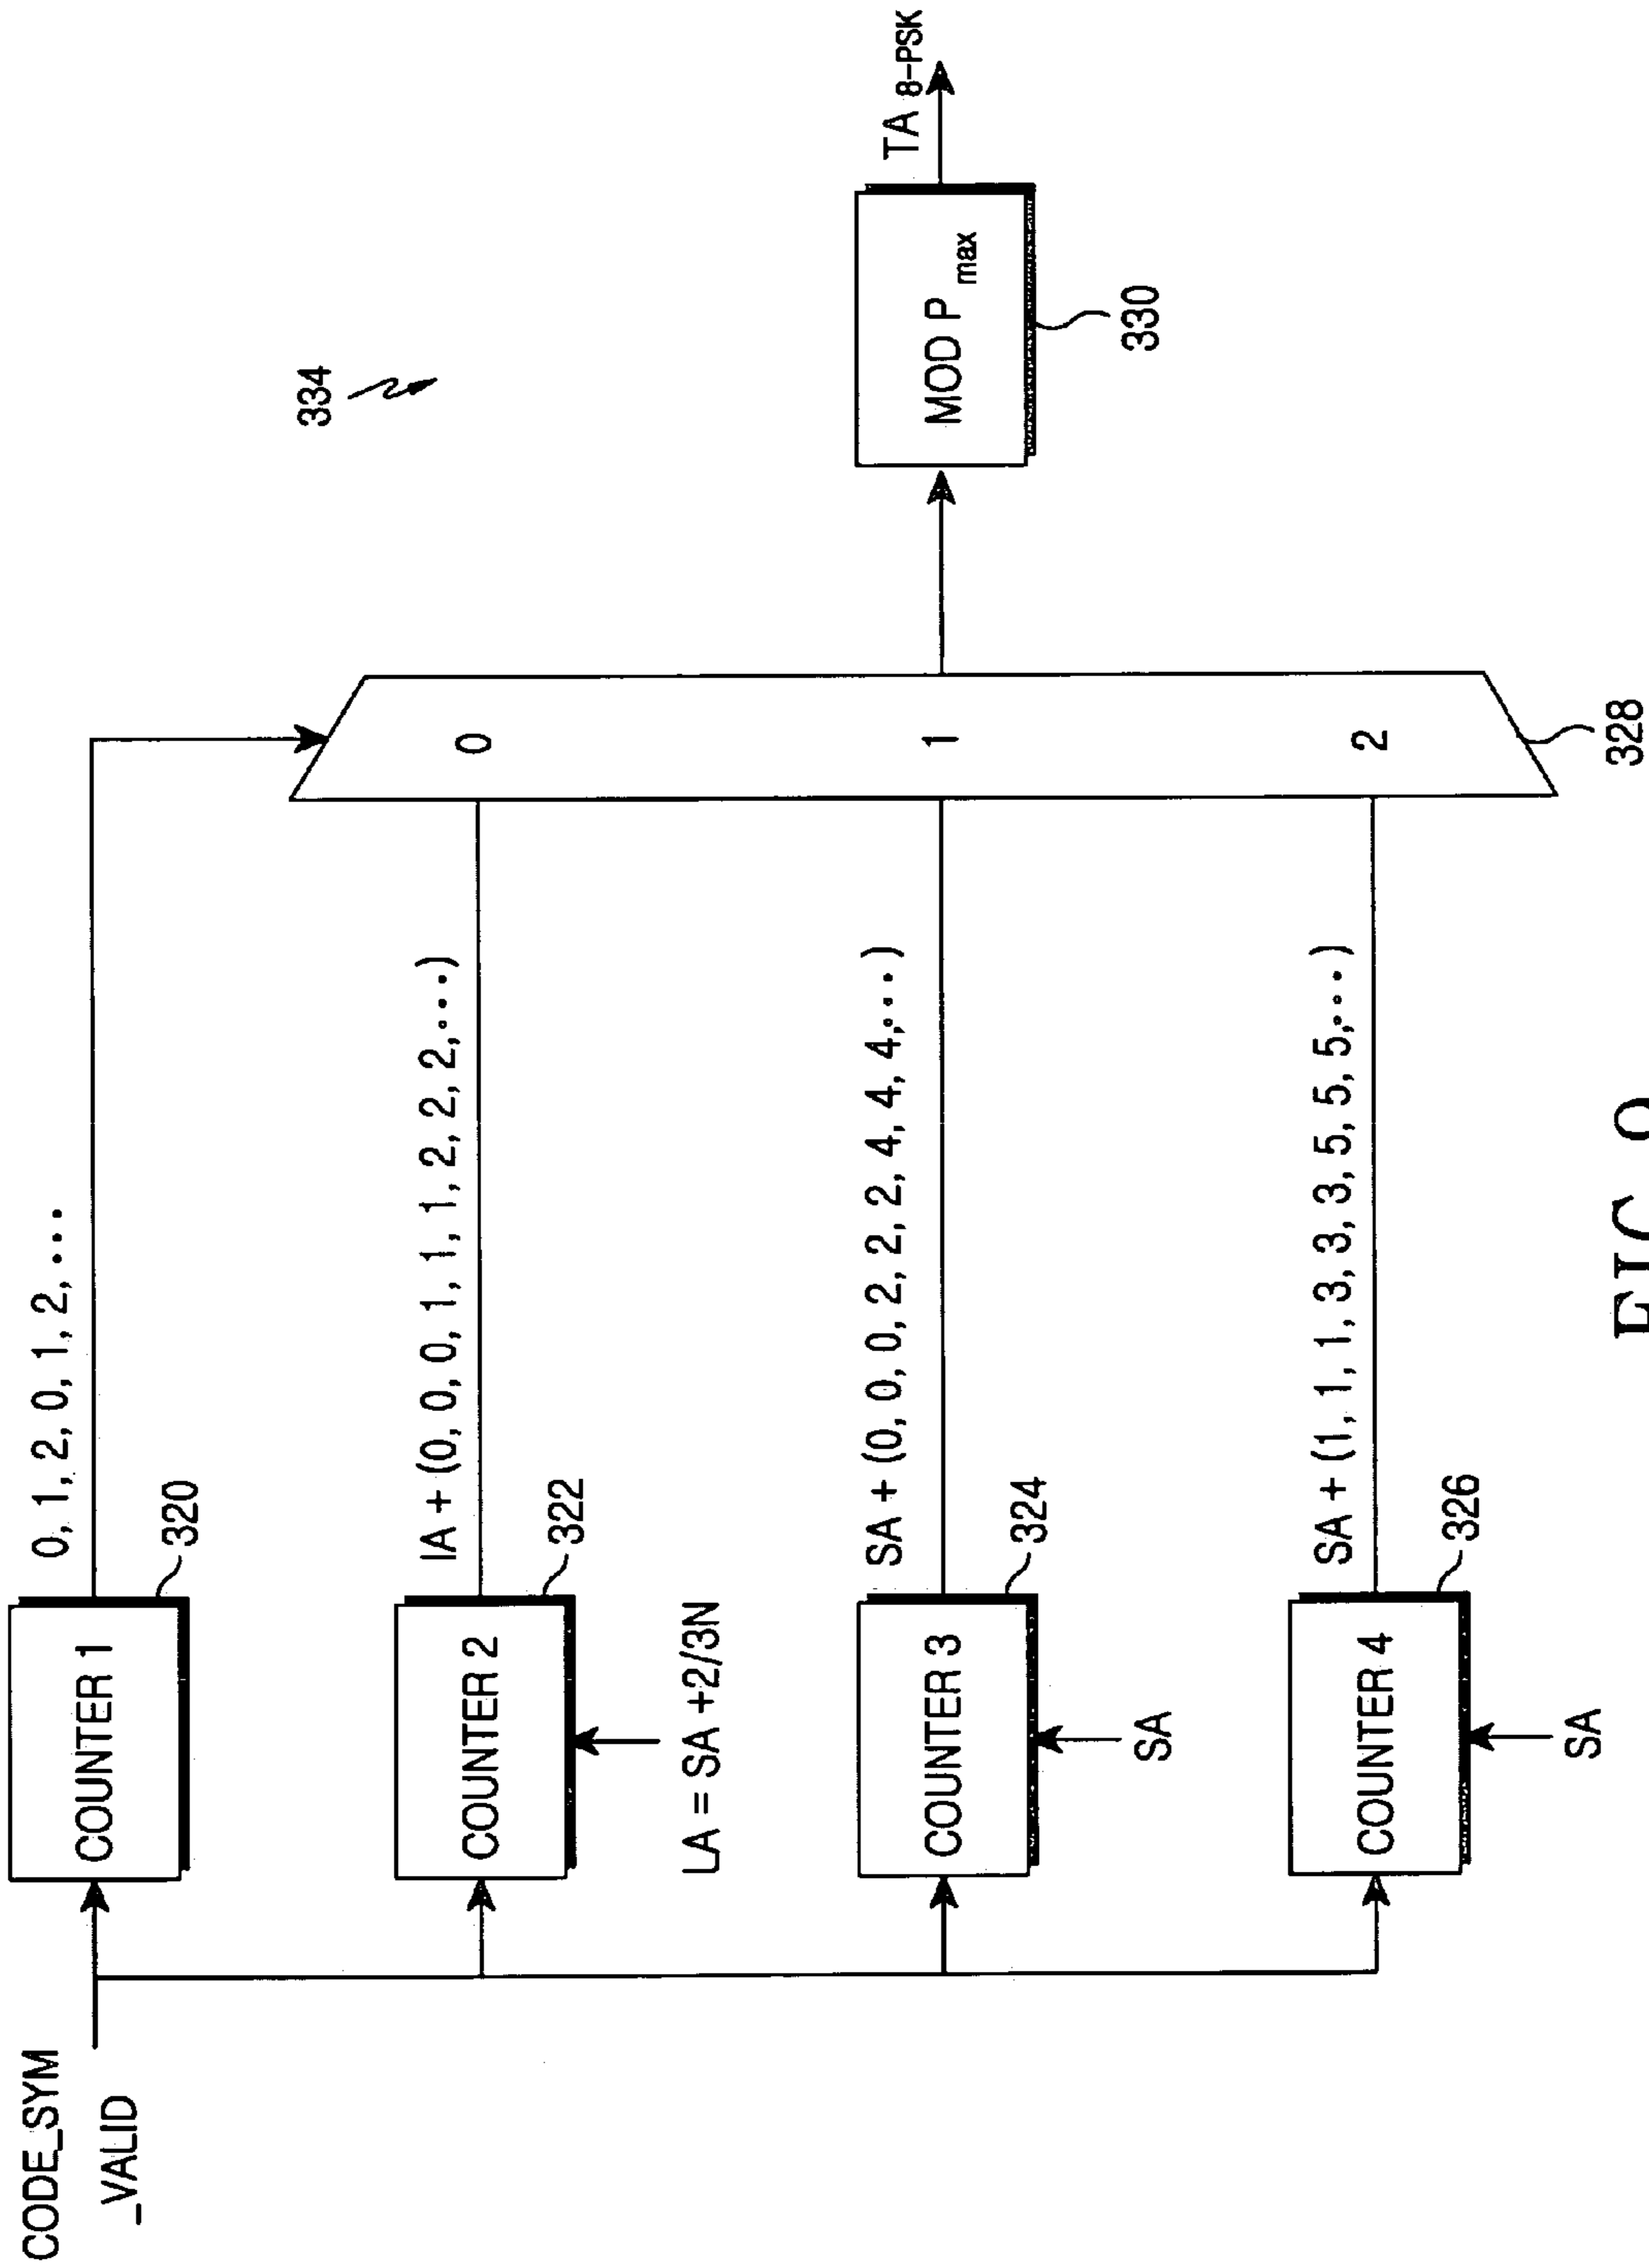 334
CODE_SYM
_VALID
COUNTER 1
320
0, 1, 2, 0, 1, 2, •••
COUNTER 2
322
IA + (0, 0, 0, 1, 1, 1, 2, 2, 2, •••)
LA = SA +2/3N
0
COUNTER 3
324
SA + (0, 0, 0, 2, 2, 2, 4, 4, 4, •••)
SA
1
MOD P max
330
TA 8-PSK
COUNTER 4
326
SA + (1, 1, 1, 3, 3, 3, 5, 5, 5, •••)
SA
2
328